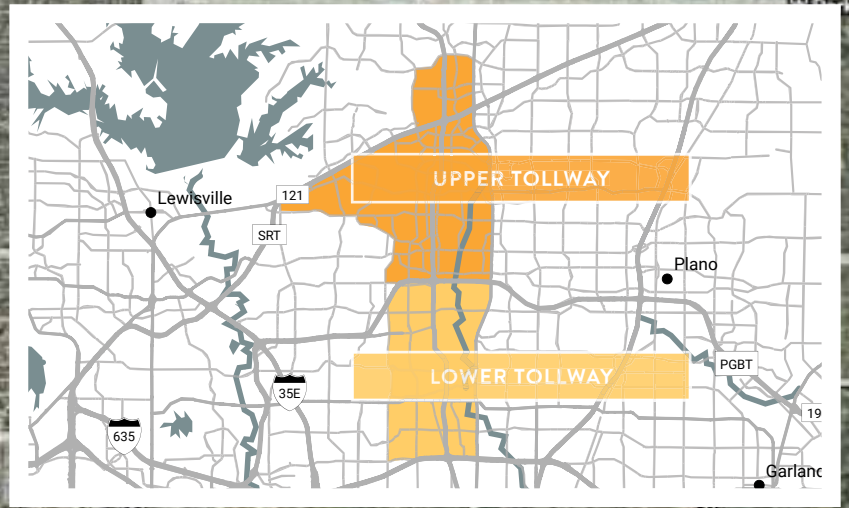 121
UPPER TOLLWAY
Lewisville
SRT
Plano
PGBT
LOWER TOLLWAY
35E
19
635
Garland